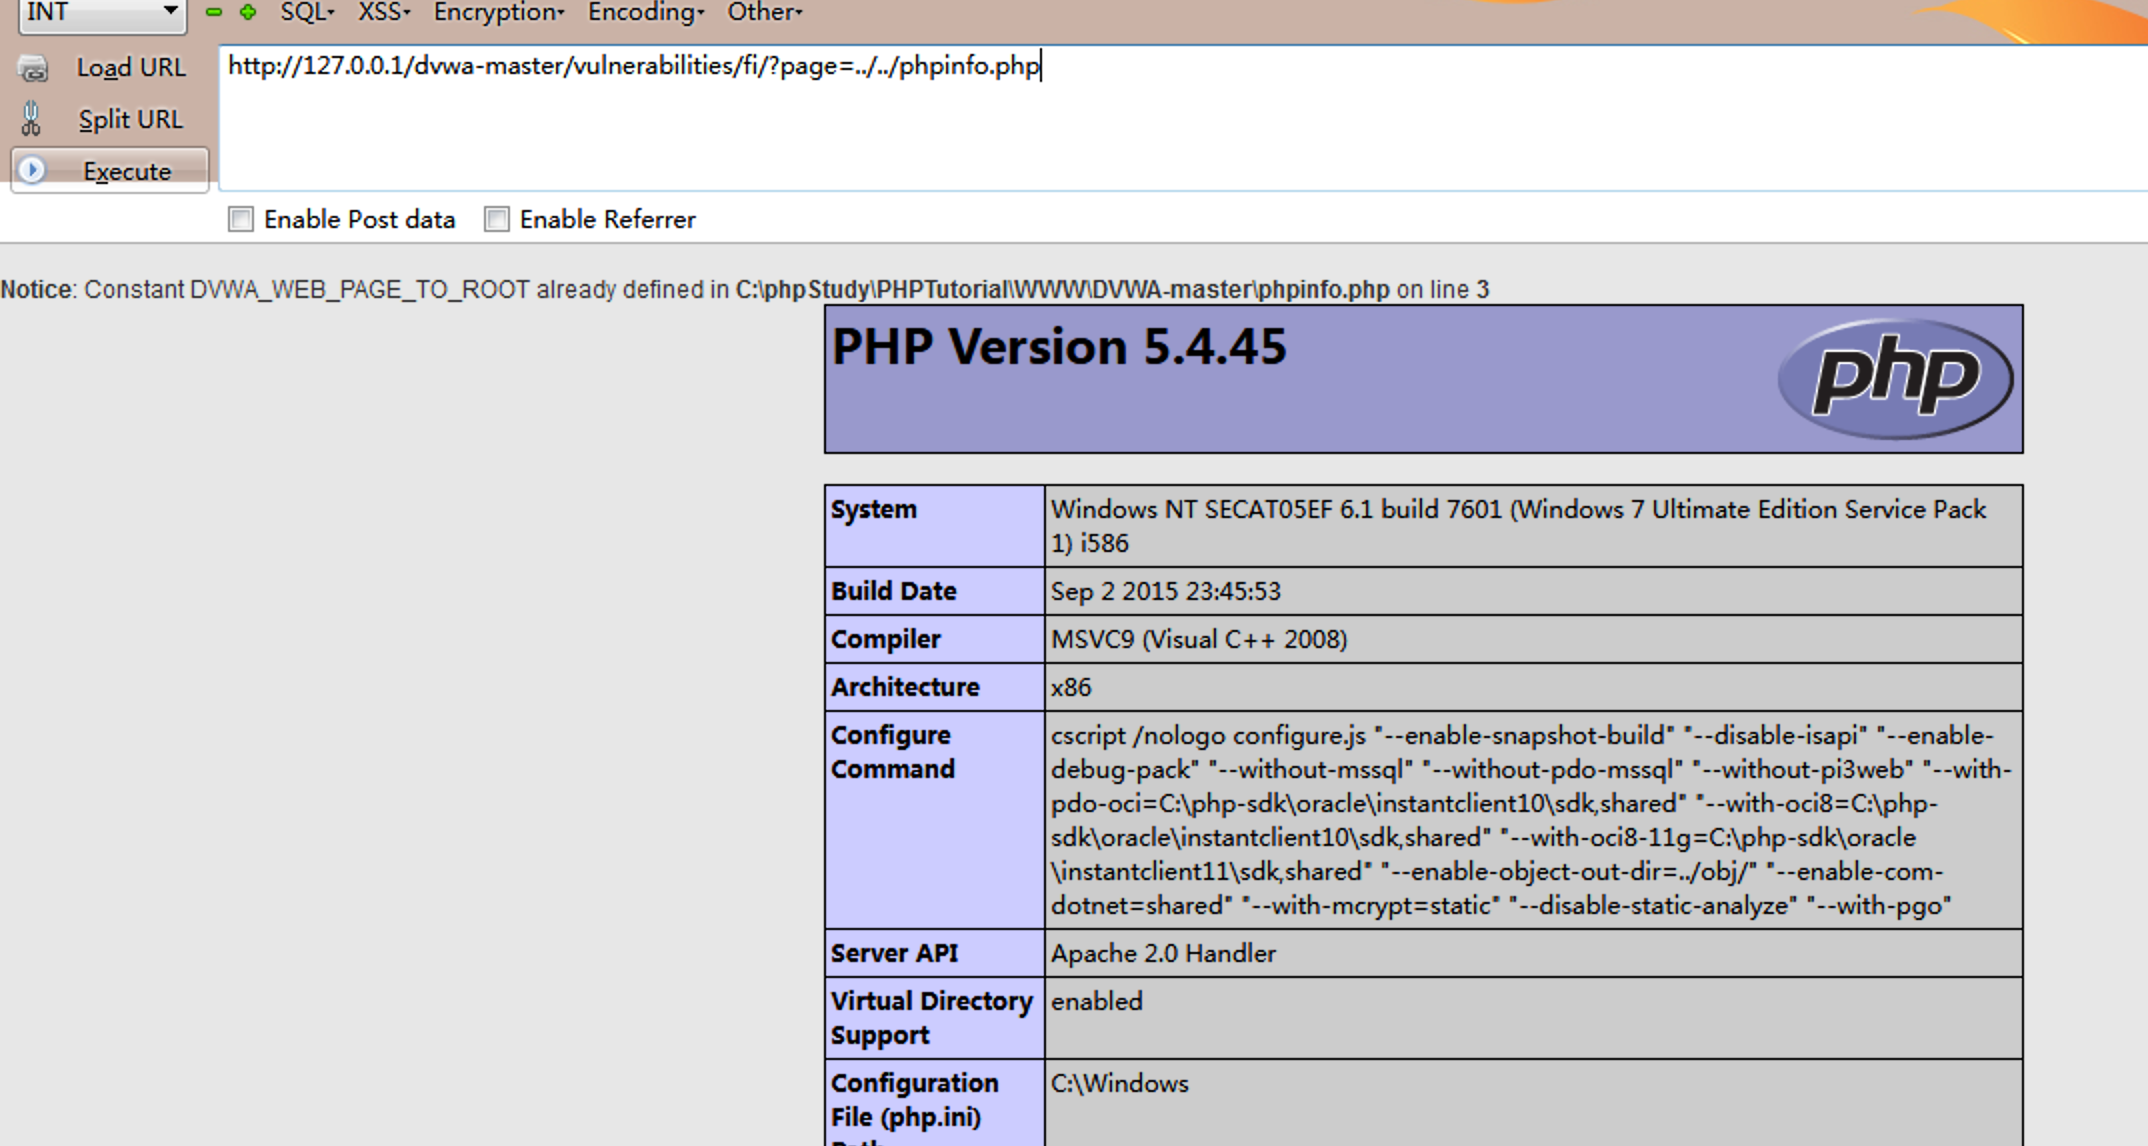 INT SQL XSS Encryption Encoding Other
Load URL http://127.0.0.1/dvwa-master/vulnerabilities/fi/?page=../../phpinfo.php
Split URL
Execute
Enable Post data Enable Referrer
Notice: Constant DVWA_WEB_PAGE_TO_ROOT already defined in C:\phpStudy\PHPTutorial\WWW\DVWA-master\phpinfo.php on line 3
PHP Version 5.4.45 php
System Windows NT SECAT05EF 6.1 build 7601 (Windows 7 Ultimate Edition Service Pack
1) i586
Build Date Sep 2 2015 23:45:53
Compiler MSVC9 (Visual C++ 2008)
Architecture x86
Configure cscript /nologo configure.js "--enable-snapshot-build" "--disable-isapi" "--enable-
Command debug-pack" "--without-mssql" "--without-pdo-mssql" "--without-pi3web" "--with-
pdo-oci=C:\php-sdk\oracle\instantclient10\sdk,shared" "--with-oci8=C:\php-
sdk\oracle\instantclient10\sdk,shared" "--with-oci8-11g=C:\php-sdk\oracle
\instantclient11\sdk,shared" "--enable-object-out-dir=../obj/" "--enable-com-
dotnet=shared" "--with-mcrypt=static" "--disable-static-analyze" "--with-pgo"
Server API Apache 2.0 Handler
Virtual Directory enabled
Support
Configuration C:\Windows
File (php.ini)